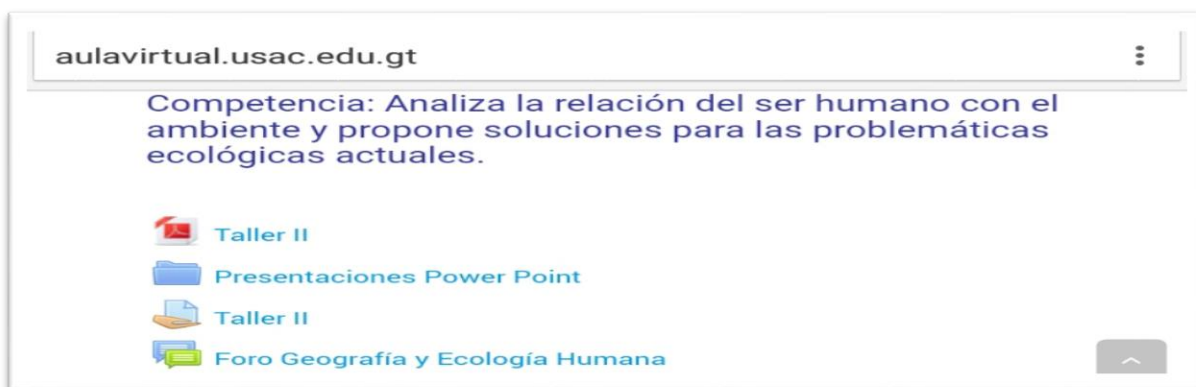 aulavirtual.usac.edu.gt
Competencia: Analiza la relación del ser humano con el
ambiente y propone soluciones para las problemáticas
ecológicas actuales.
Taller II
Presentaciones Power Point
Taller II
Foro Geografía y Ecología Humana